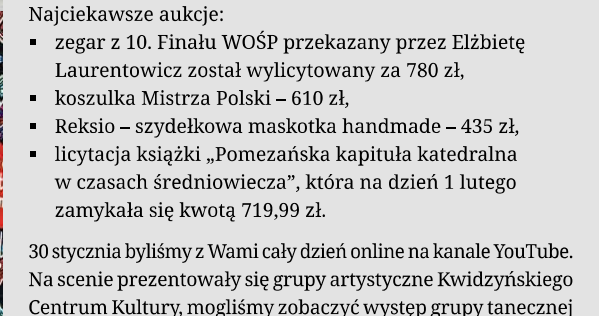 Najciekawsze aukcje:
▪ zegar z 10. Finału WOŚP przekazany przez Elżbietę
Laurentowicz został wylicytowany za 780 zł,
▪ koszulka Mistrza Polski – 610 zł,
▪ Reksio – szydełkowa maskotka handmade – 435 zł,
▪ licytacja książki „Pomezańska kapituła katedralna
w czasach średniowiecza”, która na dzień 1 lutego
zamykała się kwotą 719,99 zł.
30 stycznia byliśmy z Wami cały dzień online na kanale YouTube.
Na scenie prezentowały się grupy artystyczne Kwidzyńskiego
Centrum Kultury, mogliśmy zobaczyć występ grupy tanecznej